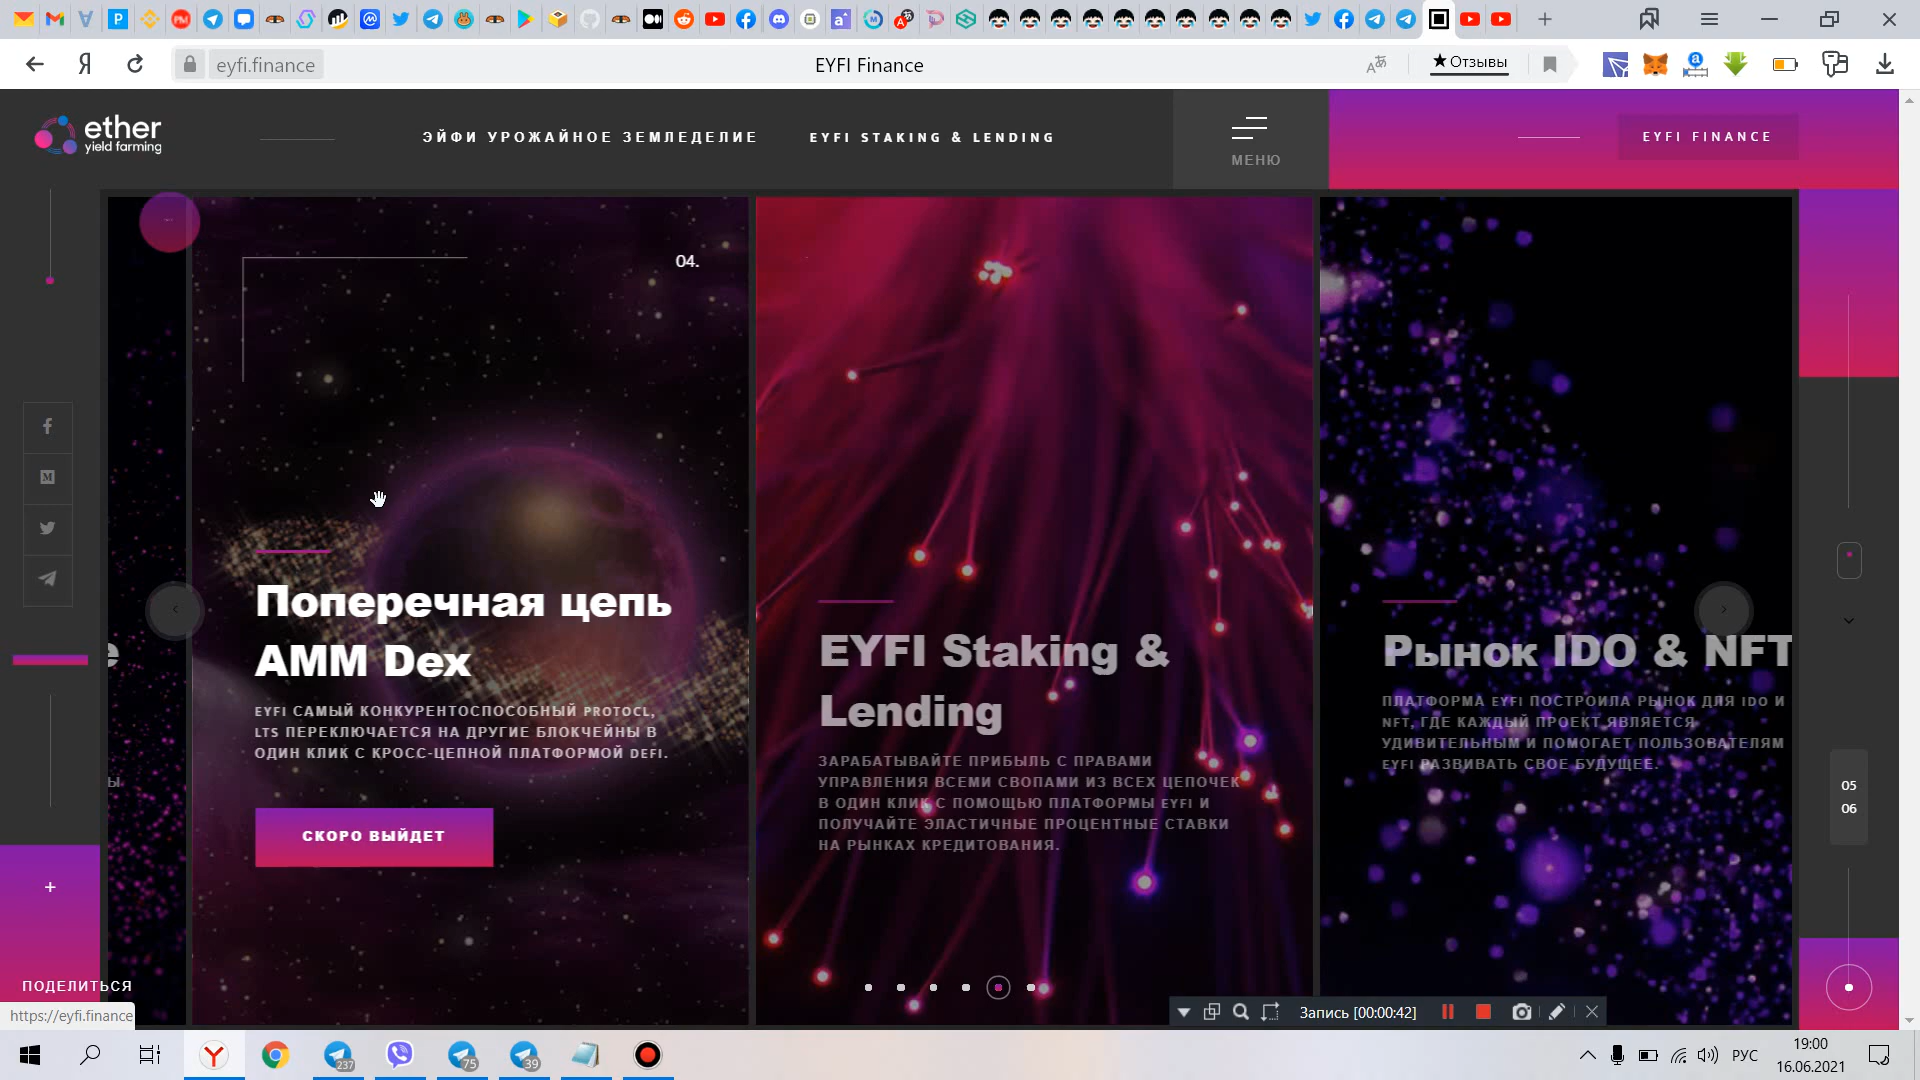 eyfi.finance
EYFI Finance
★ Отзывы
ether
yield farming
ЭЙФИ УРОЖАЙНОЕ ЗЕМЛЕДЕЛИЕ
EYFI STAKING & LENDING
МЕНЮ
EYFI FINANCE
04.
Поперечная цепь
AMM Dex
EYFI САМЫЙ КОНКУРЕНТОСПОСОБНЫЙ PROTOCL,
LTS ПЕРЕКЛЮЧАЕТСЯ НА ДРУГИЕ БЛОКЧЕЙНЫ В
ОДИН КЛИК С КРОСС-ЦЕПНОЙ ПЛАТФОРМОЙ DEFI.
СКОРО ВЫЙДЕТ
EYFI Staking &
Lending
ЗАРАБАТЫВАЙТЕ ПРИБЫЛЬ С ПРАВАМИ
УПРАВЛЕНИЯ ВСЕМИ СВОПАМИ ИЗ ВСЕХ ЦЕПОЧЕК
В ОДИН КЛИК С ПОМОЩЬЮ ПЛАТФОРМЫ EYFI И
ПОЛУЧАЙТЕ ЭЛАСТИЧНЫЕ ПРОЦЕНТНЫЕ СТАВКИ
НА РЫНКАХ КРЕДИТОВАНИЯ.
Рынок IDO & NFT
ПЛАТФОРМА EYFI ПОСТРОИЛА РЫНОК ДЛЯ IDO И
NFT, ГДЕ КАЖДЫЙ ПРОЕКТ ЯВЛЯЕТСЯ
УДИВИТЕЛЬНЫМ И ПОМОГАЕТ ПОЛЬЗОВАТЕЛЯМ
EYFI РАЗВИВАТЬ СВОЕ БУДУЩЕЕ.
05
06
ПОДЕЛИТЬСЯ
https://eyfi.finance
Запись [00:00:42]
237
75
39
РУС
19:00
16.06.2021